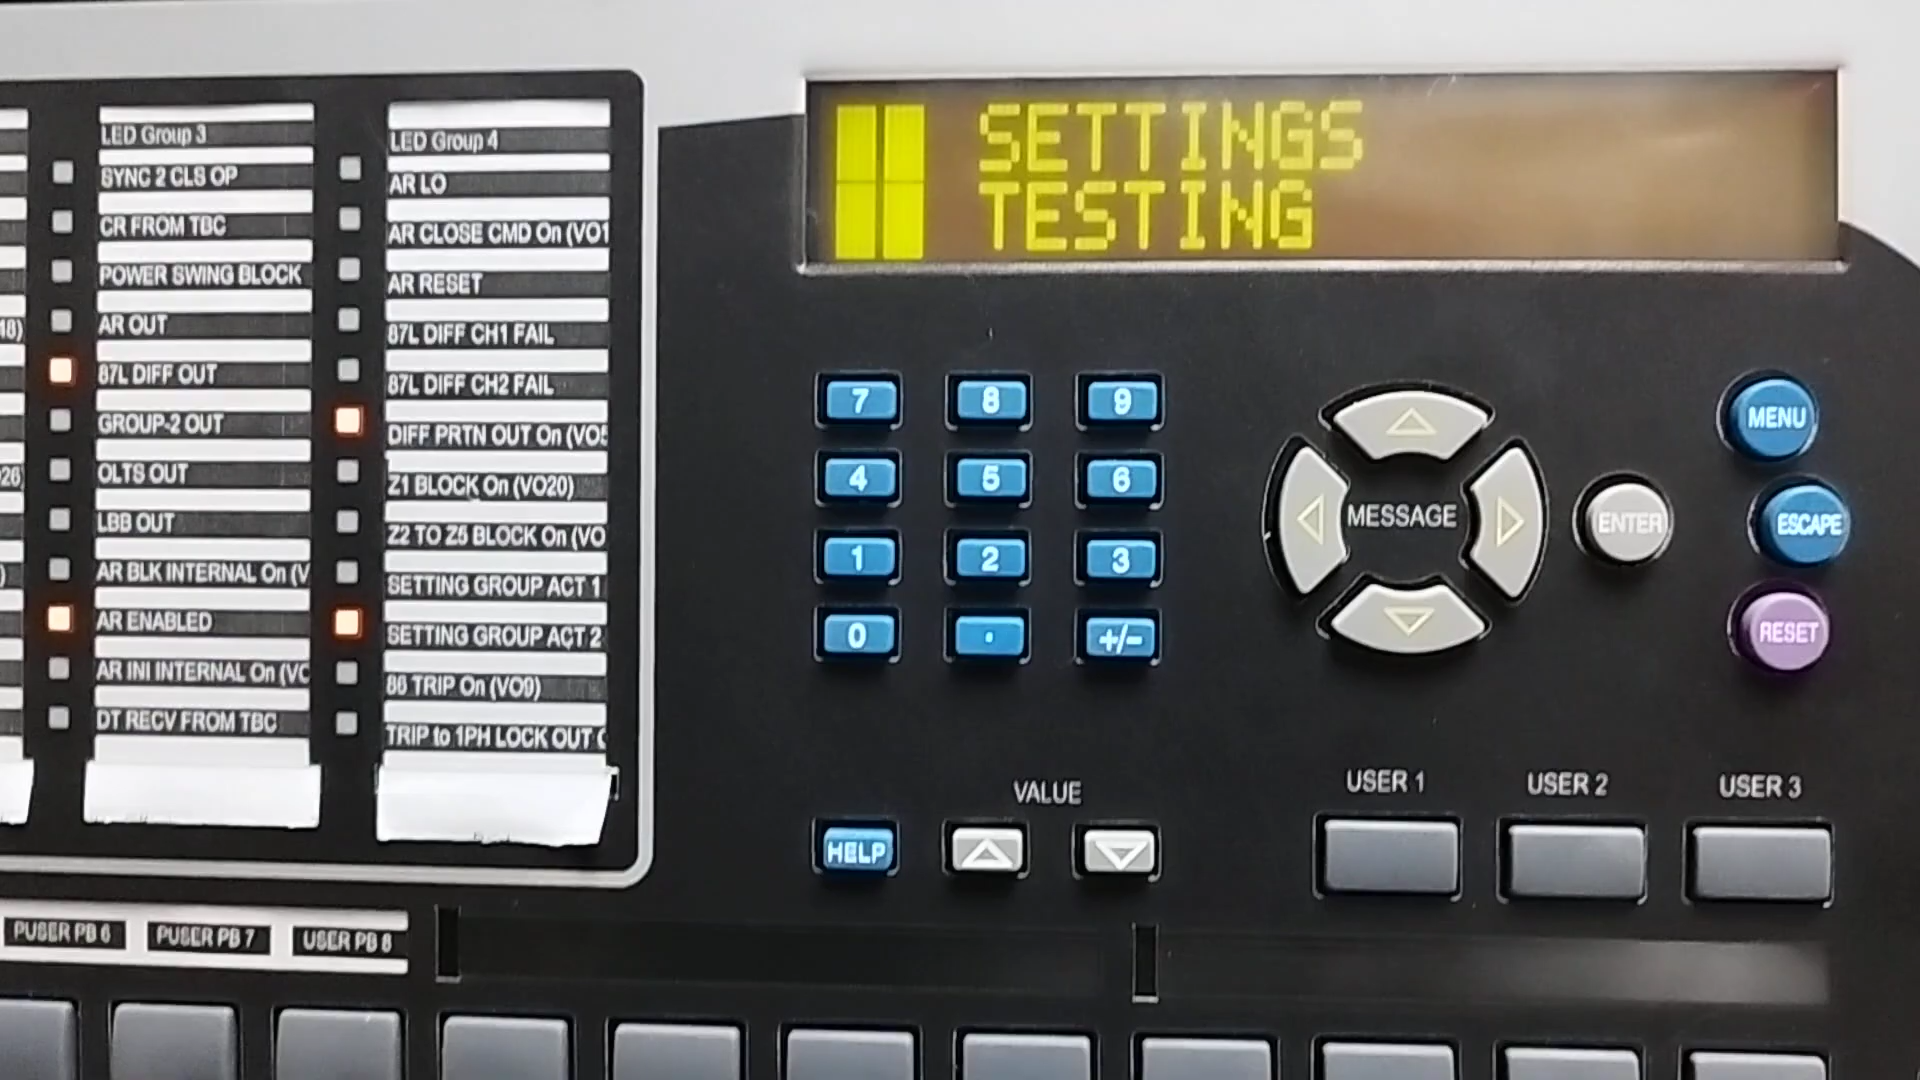 SETTINGS
TESTING
LED Group 3
SYNC 2 CLS OP
CR FROM TBC
POWER SWING BLOCK
AR OUT
87L DIFF OUT
GROUP-2 OUT
OLTS OUT
LBB OUT
AR BLK INTERNAL On (V
AR ENABLED
AR INI INTERNAL On (VO
DT RECV FROM TBC
LED Group 4
AR LO
AR CLOSE CMD On (VO1
AR RESET
87L DIFF CH1 FAIL
87L DIFF CH2 FAIL
DIFF PRTN OUT On (VO5
Z1 BLOCK On (VO20)
Z2 TO Z5 BLOCK On (VO
SETTING GROUP ACT 1
SETTING GROUP ACT 2
86 TRIP On (VO9)
TRIP to 1PH LOCK OUT
48)
26)
)
7 8 9
4 5 6
1 2 3
0 . +/-
MESSAGE
ENTER
MENU
ESCAPE
RESET
HELP
VALUE
USER 1
USER 2
USER 3
PUSER PB 6
PUSER PB 7
USER PB 8